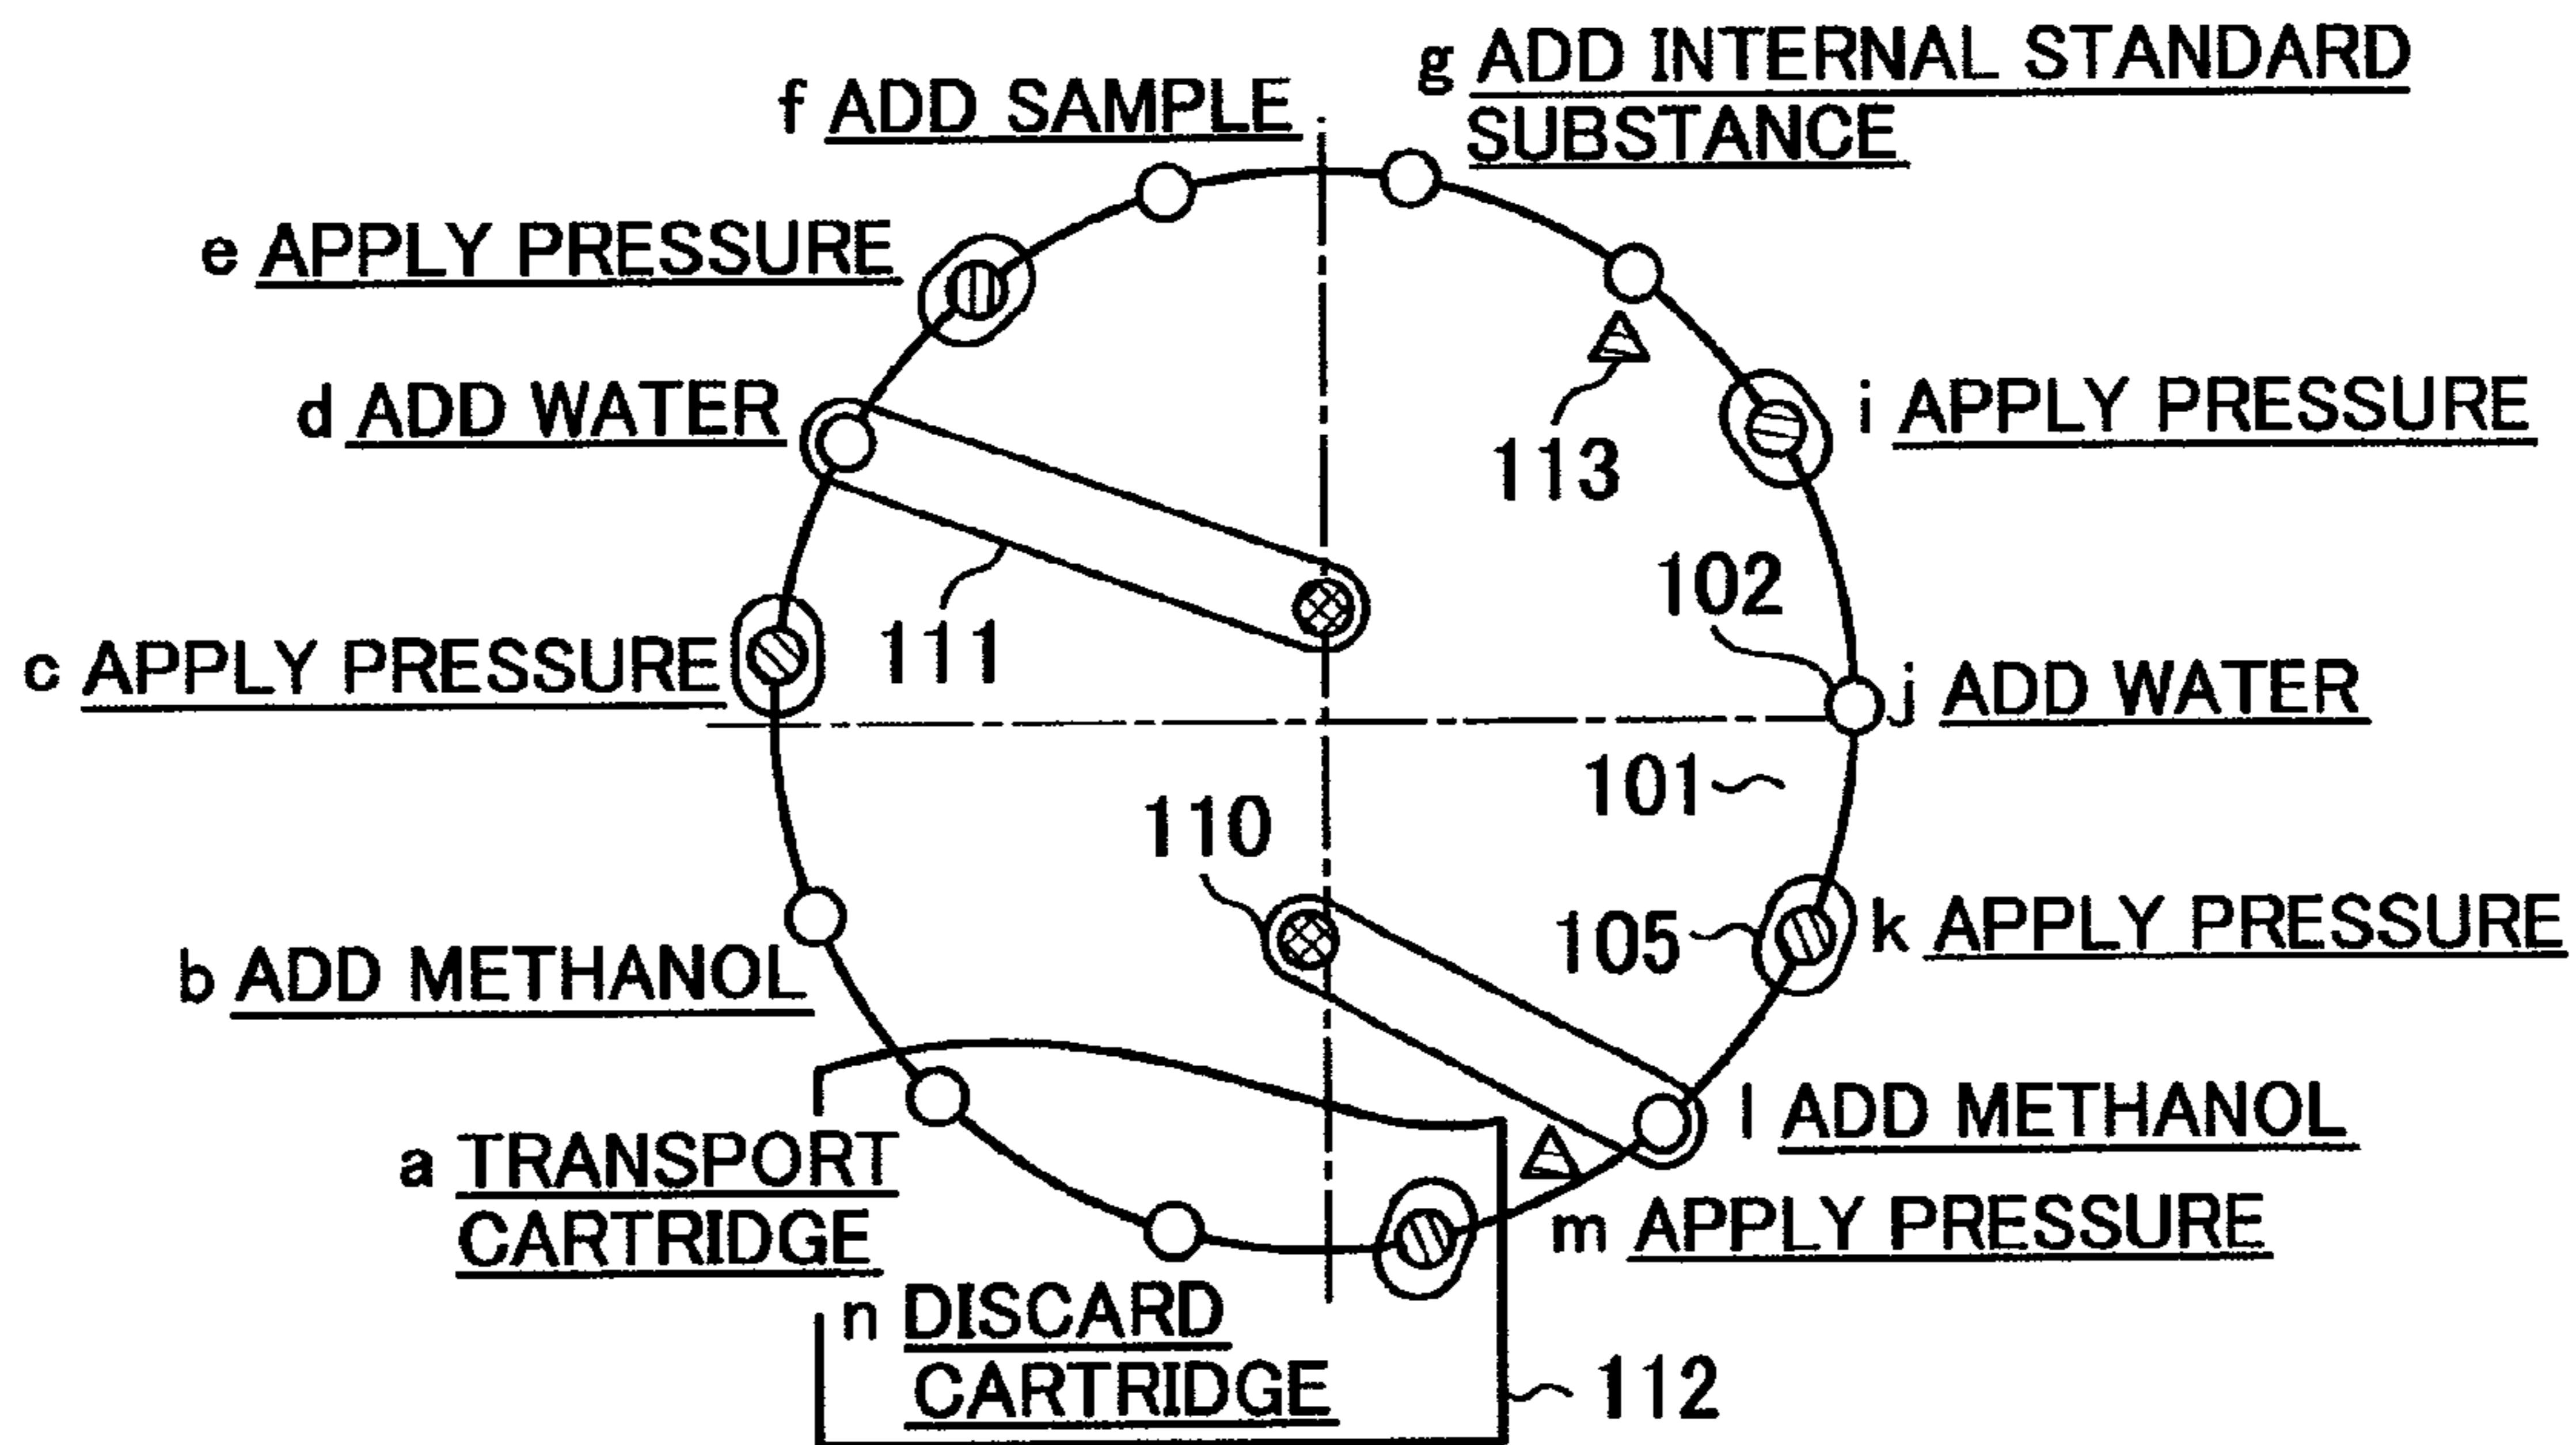 g ADD INTERNAL STANDARD
SUBSTANCE
f ADD SAMPLE
e APPLY PRESSURE
d ADD WATER
i APPLY PRESSURE
113
102
111
c APPLY PRESSURE
j ADD WATER
101
110
105
k APPLY PRESSURE
b ADD METHANOL
l ADD METHANOL
a TRANSPORT
CARTRIDGE
m APPLY PRESSURE
n DISCARD
CARTRIDGE
112